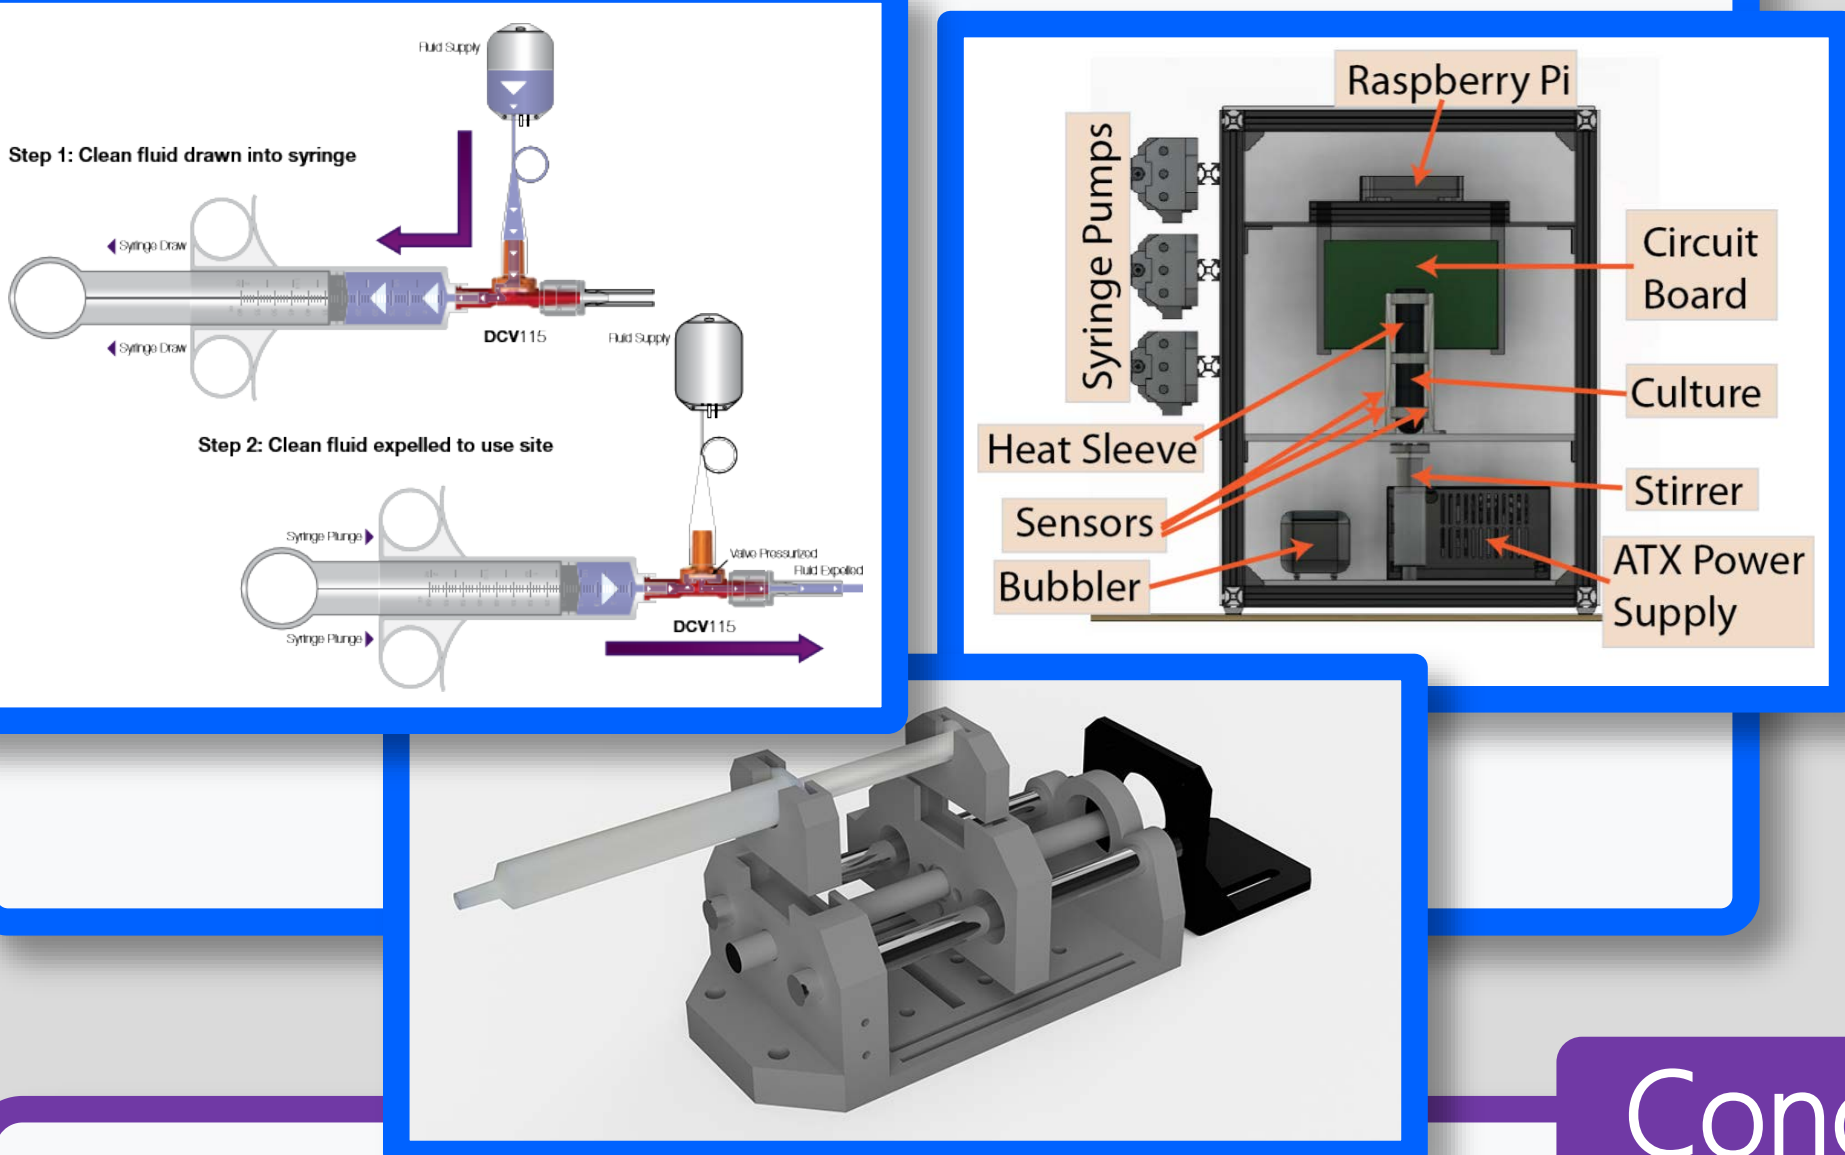 Fluid Supply
Step 1: Clean fluid drawn into syringe
Syringe Draw
Syringe Draw
DCV115
Fluid Supply
Step 2: Clean fluid expelled to use site
Syringe Plunge
Valve Pressurized
Fluid Expelled
Syringe Plunge
DCV115
Raspberry Pi
Syringe Pumps
Circuit
Board
Culture
Heat Sleeve
Stirrer
Sensors
ATX Power
Supply
Bubbler